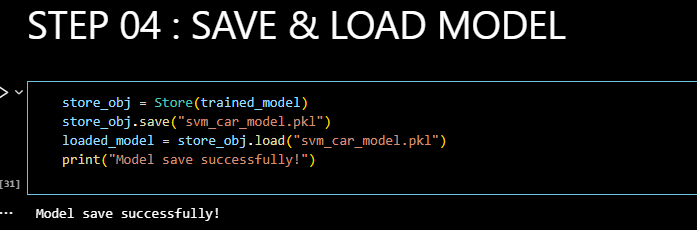 STEP 04 : SAVE & LOAD MODEL
store_obj = Store(trained_model)
store_obj.save("svm_car_model.pkl")
loaded_model = store_obj.load("svm_car_model.pkl")
print("Model save successfully!")
[31]
... Model save successfully!